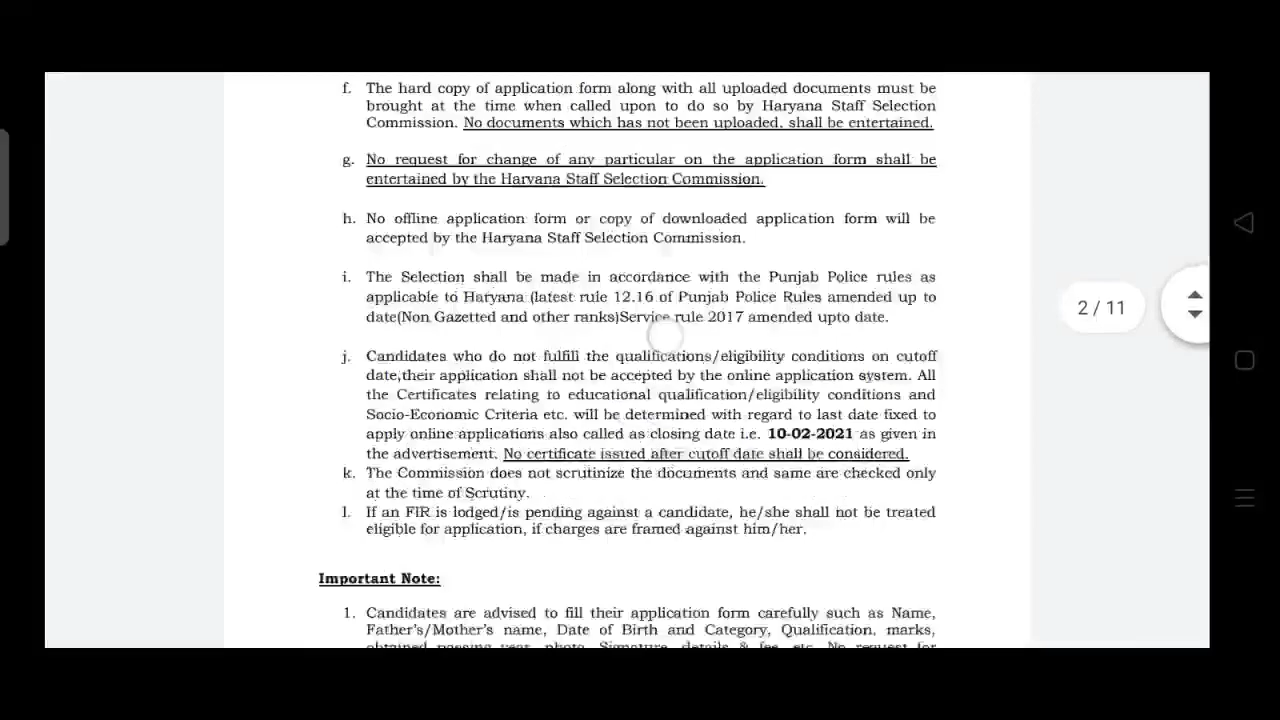 f. The hard copy of application form along with all uploaded documents must be
brought at the time when called upon to do so by Haryana Staff Selection
Commission. No documents which has not been uploaded, shall be entertained.
g. No request for change of any particular on the application form shall be
entertained by the Haryana Staff Selection Commission.
h. No offline application form or copy of downloaded application form will be
accepted by the Haryana Staff Selection Commission.
i. The Selection shall be made in accordance with the Punjab Police rules as
applicable to Haryana (latest rule 12.16 of Punjab Police Rules amended up to
date(Non Gazetted and other ranks)Service rule 2017 amended upto date.
j. Candidates who do not fulfill the qualifications/eligibility conditions on cutoff
date,their application shall not be accepted by the online application system. All
the Certificates relating to educational qualification/eligibility conditions and
Socio-Economic Criteria etc. will be determined with regard to last date fixed to
apply online applications also called as closing date i.e. 10-02-2021 as given in
the advertisement. No certificate issued after cutoff date shall be considered.
k. The Commission does not scrutinize the documents and same are checked only
at the time of Scrutiny.
l. If an FIR is lodged/is pending against a candidate, he/she shall not be treated
eligible for application, if charges are framed against him/her.
Important Note:
1. Candidates are advised to fill their application form carefully such as Name,
Father's/Mother's name, Date of Birth and Category, Qualification, marks,
obtained passing year, photo, Signature, details & fee, etc. No request for
2 / 11